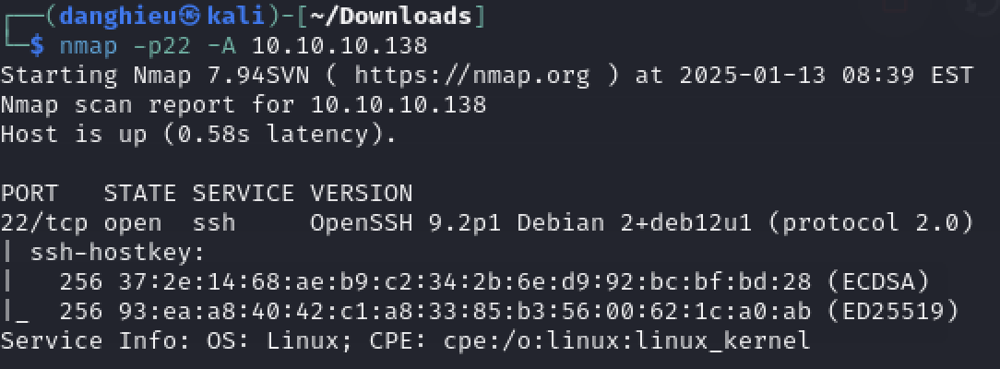 ┌──(danghieu㉿kali)-[~/Downloads]
└─$ nmap -p22 -A 10.10.10.138
Starting Nmap 7.94SVN ( https://nmap.org ) at 2025-01-13 08:39 EST
Nmap scan report for 10.10.10.138
Host is up (0.58s latency).

PORT   STATE SERVICE VERSION
22/tcp open  ssh     OpenSSH 9.2p1 Debian 2+deb12u1 (protocol 2.0)
| ssh-hostkey:
|   256 37:2e:14:68:ae:b9:c2:34:2b:6e:d9:92:bc:bf:bd:28 (ECDSA)
|_  256 93:ea:a8:40:42:c1:a8:33:85:b3:56:00:62:1c:a0:ab (ED25519)
Service Info: OS: Linux; CPE: cpe:/o:linux:linux_kernel